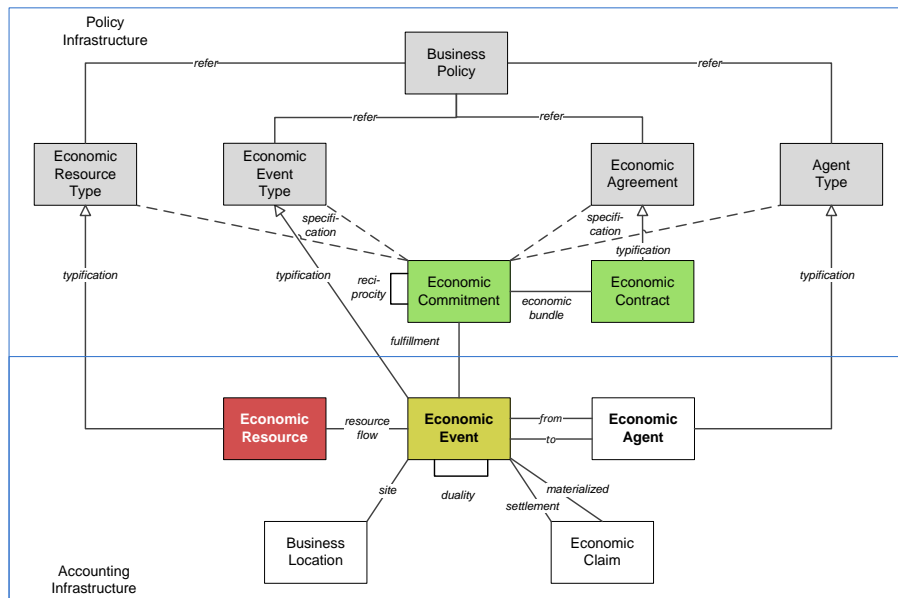 Policy
Infrastructure
Business
Policy
refer
refer
refer
refer
Economic
Resource
Type
Economic
Event
Type
Economic
Agreement
Agent
Type
specifi-
cation
specifi-
cation
typification
typification
typification
typification
reci-
procity
Economic
Commitment
economic
bundle
Economic
Contract
fulfillment
Economic
Resource
resource
flow
Economic
Event
from
to
Economic
Agent
site
duality
materialized
settlement
Business
Location
Economic
Claim
Accounting
Infrastructure